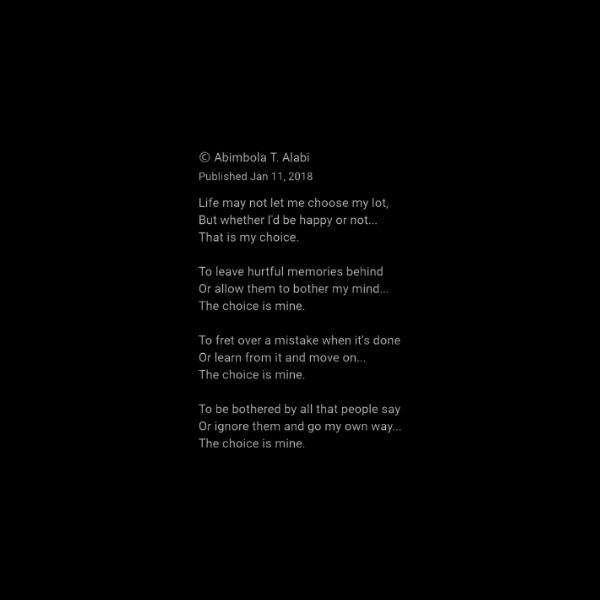 © Abimbola T. Alabi
Published Jan 11, 2018
Life may not let me choose my lot,
But whether I'd be happy or not...
That is my choice.
To leave hurtful memories behind
Or allow them to bother my mind...
The choice is mine.
To fret over a mistake when it's done
Or learn from it and move on...
The choice is mine.
To be bothered by all that people say
Or ignore them and go my own way...
The choice is mine.